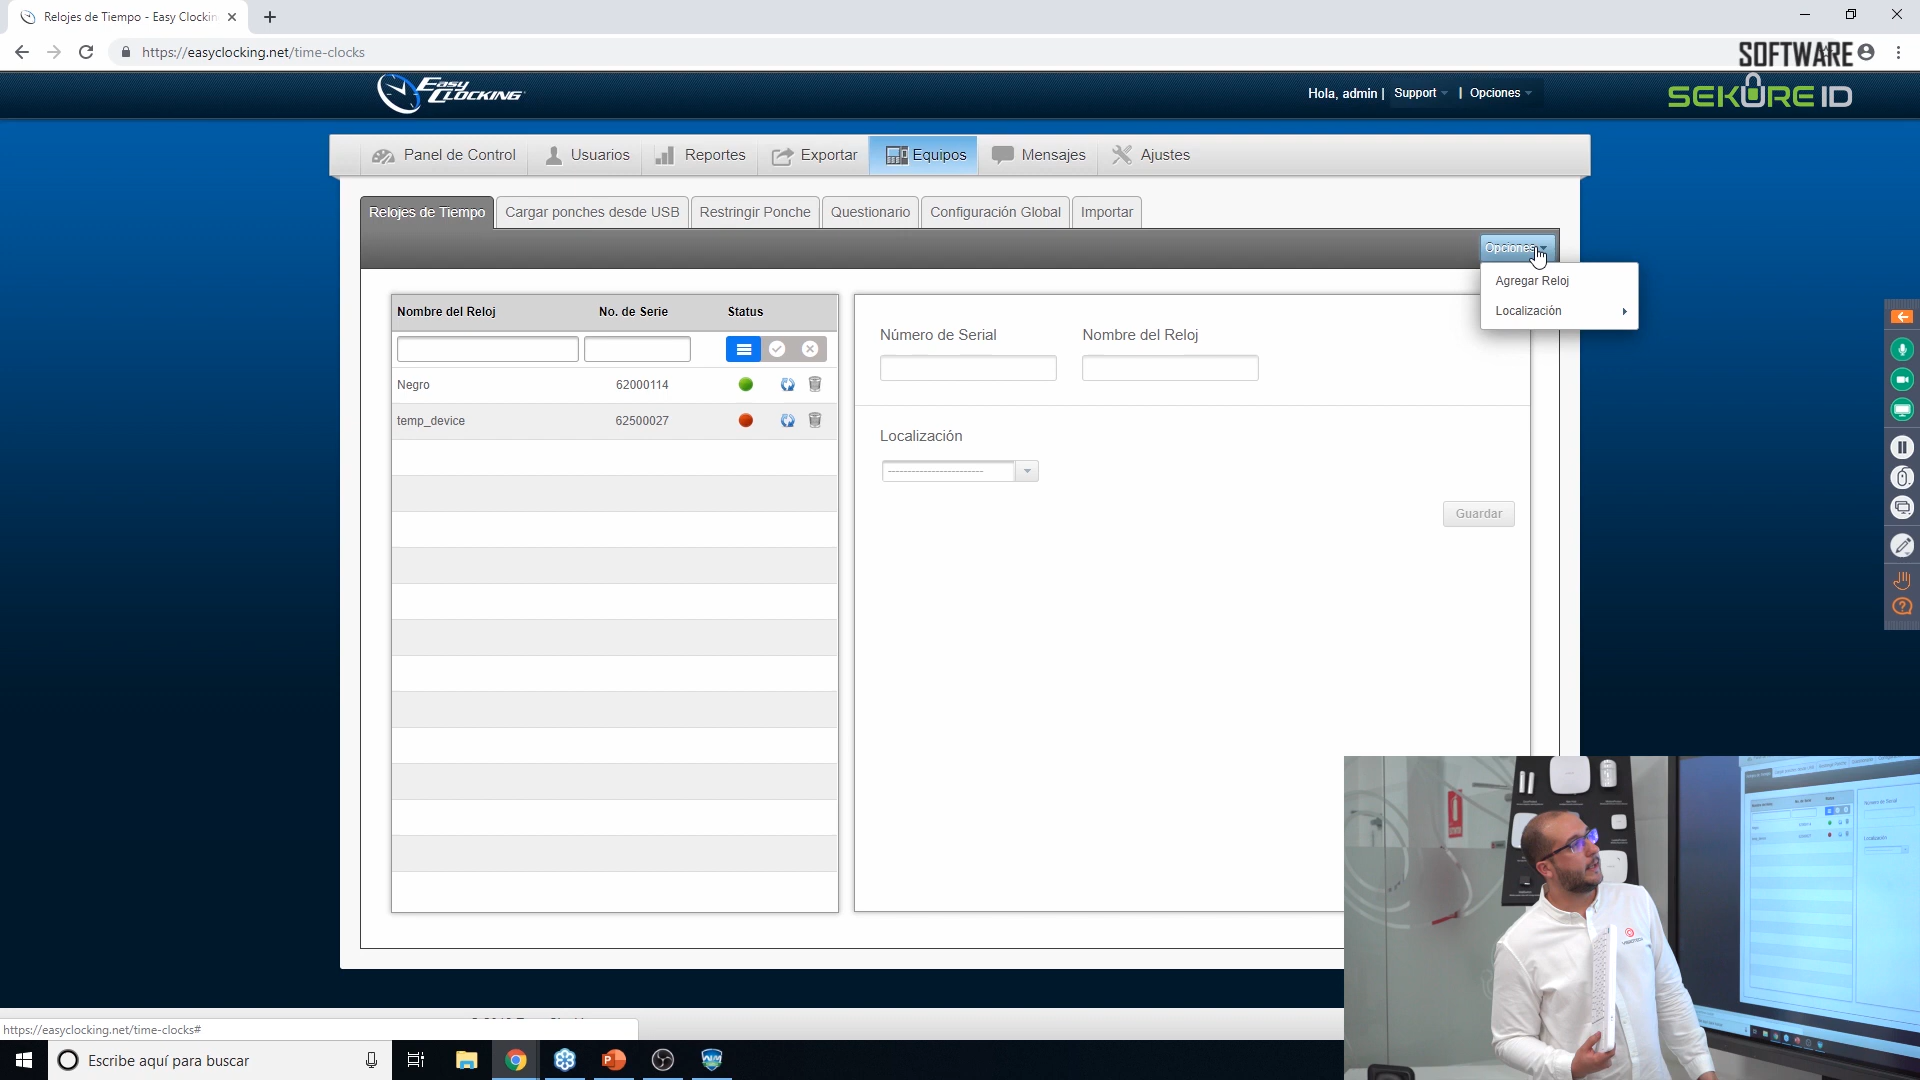 Relojes de Tiempo - Easy Clockin
https://easyclocking.net/time-clocks
SOFTWARE
Easy Clocking
Hola, admin | Support | Opciones
SEKUREID
Panel de Control Usuarios Reportes Exportar Equipos Mensajes Ajustes
Relojes de Tiempo Cargar ponches desde USB Restringir Ponche Questionario Configuración Global Importar
Opciones
Agregar Reloj
Localización
Nombre del Reloj No. de Serie Status
Negro 62000114
temp_device 62500027
Número de Serial Nombre del Reloj
Localización
------------------------
Guardar
https://easyclocking.net/time-clocks#
Escribe aquí para buscar